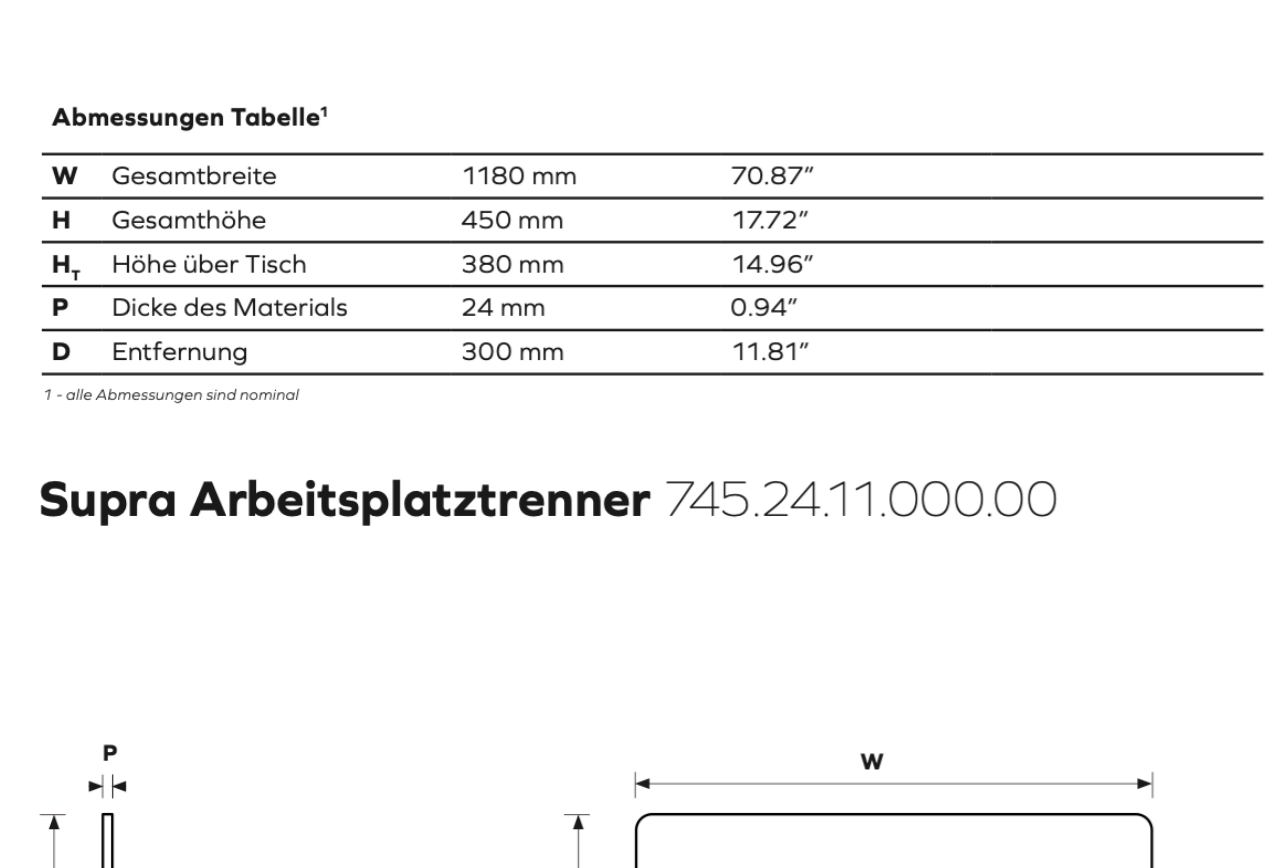 Abmessungen Tabelle¹
W Gesamtbreite 1180 mm 70.87”
H Gesamthöhe 450 mm 17.72”
H_T Höhe über Tisch 380 mm 14.96”
P Dicke des Materials 24 mm 0.94”
D Entfernung 300 mm 11.81”
1 - alle Abmessungen sind nominal
Supra Arbeitsplatztrenner 745.24.11.000.00
P
W